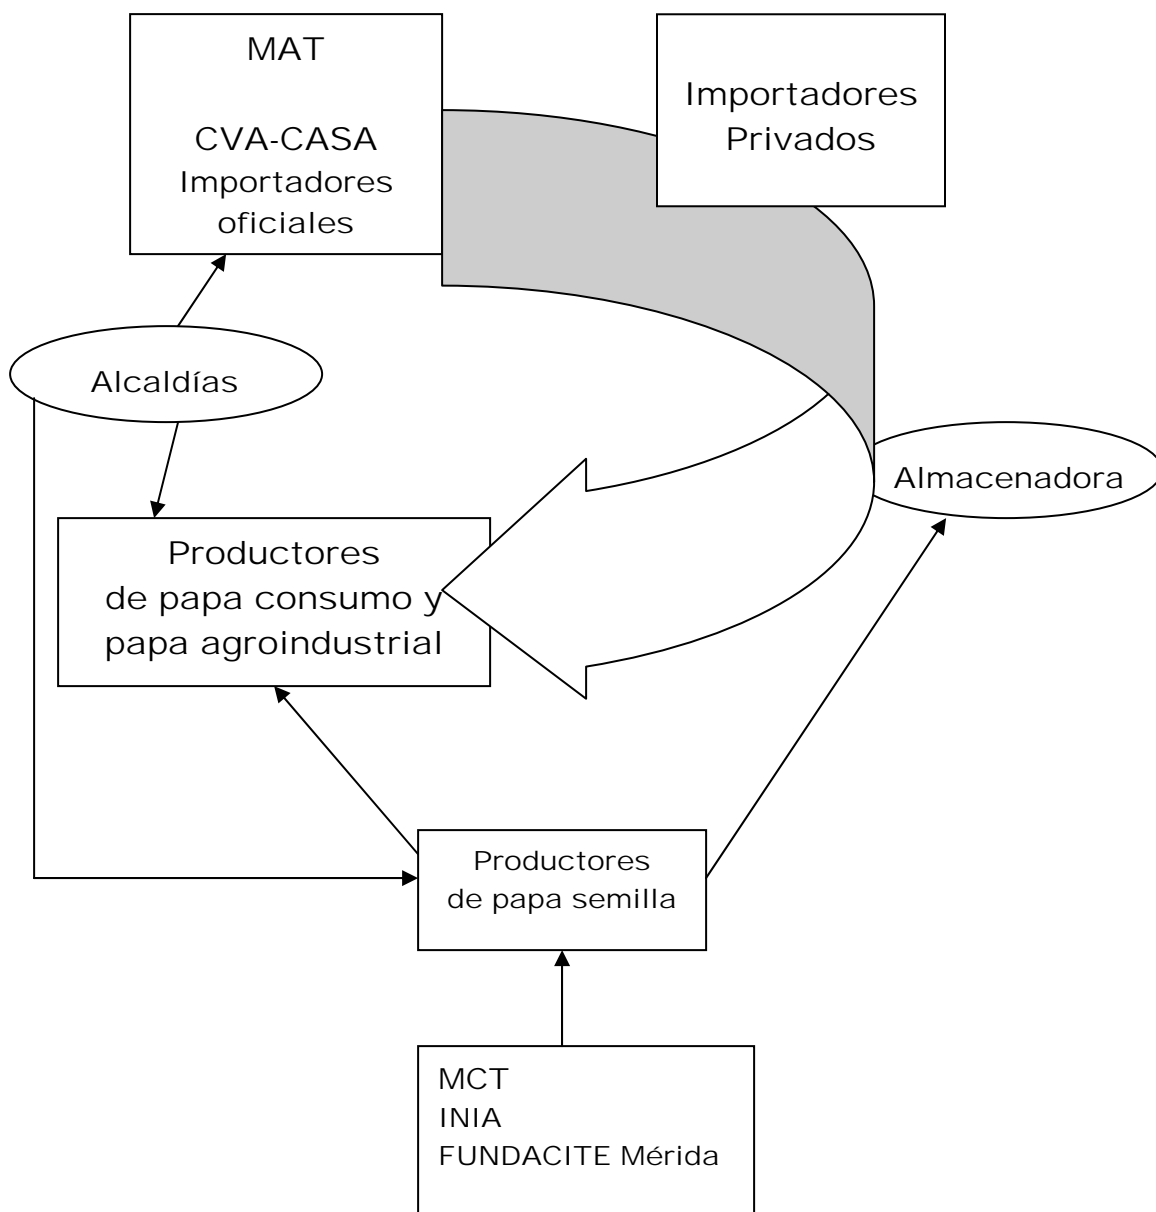 MAT
CVA-CASA
Importadores
oficiales
Importadores
Privados
Alcaldías
Almacenadora
Productores
de papa consumo y
papa agroindustrial
Productores
de papa semilla
MCT
INIA
FUNDACITE Mérida